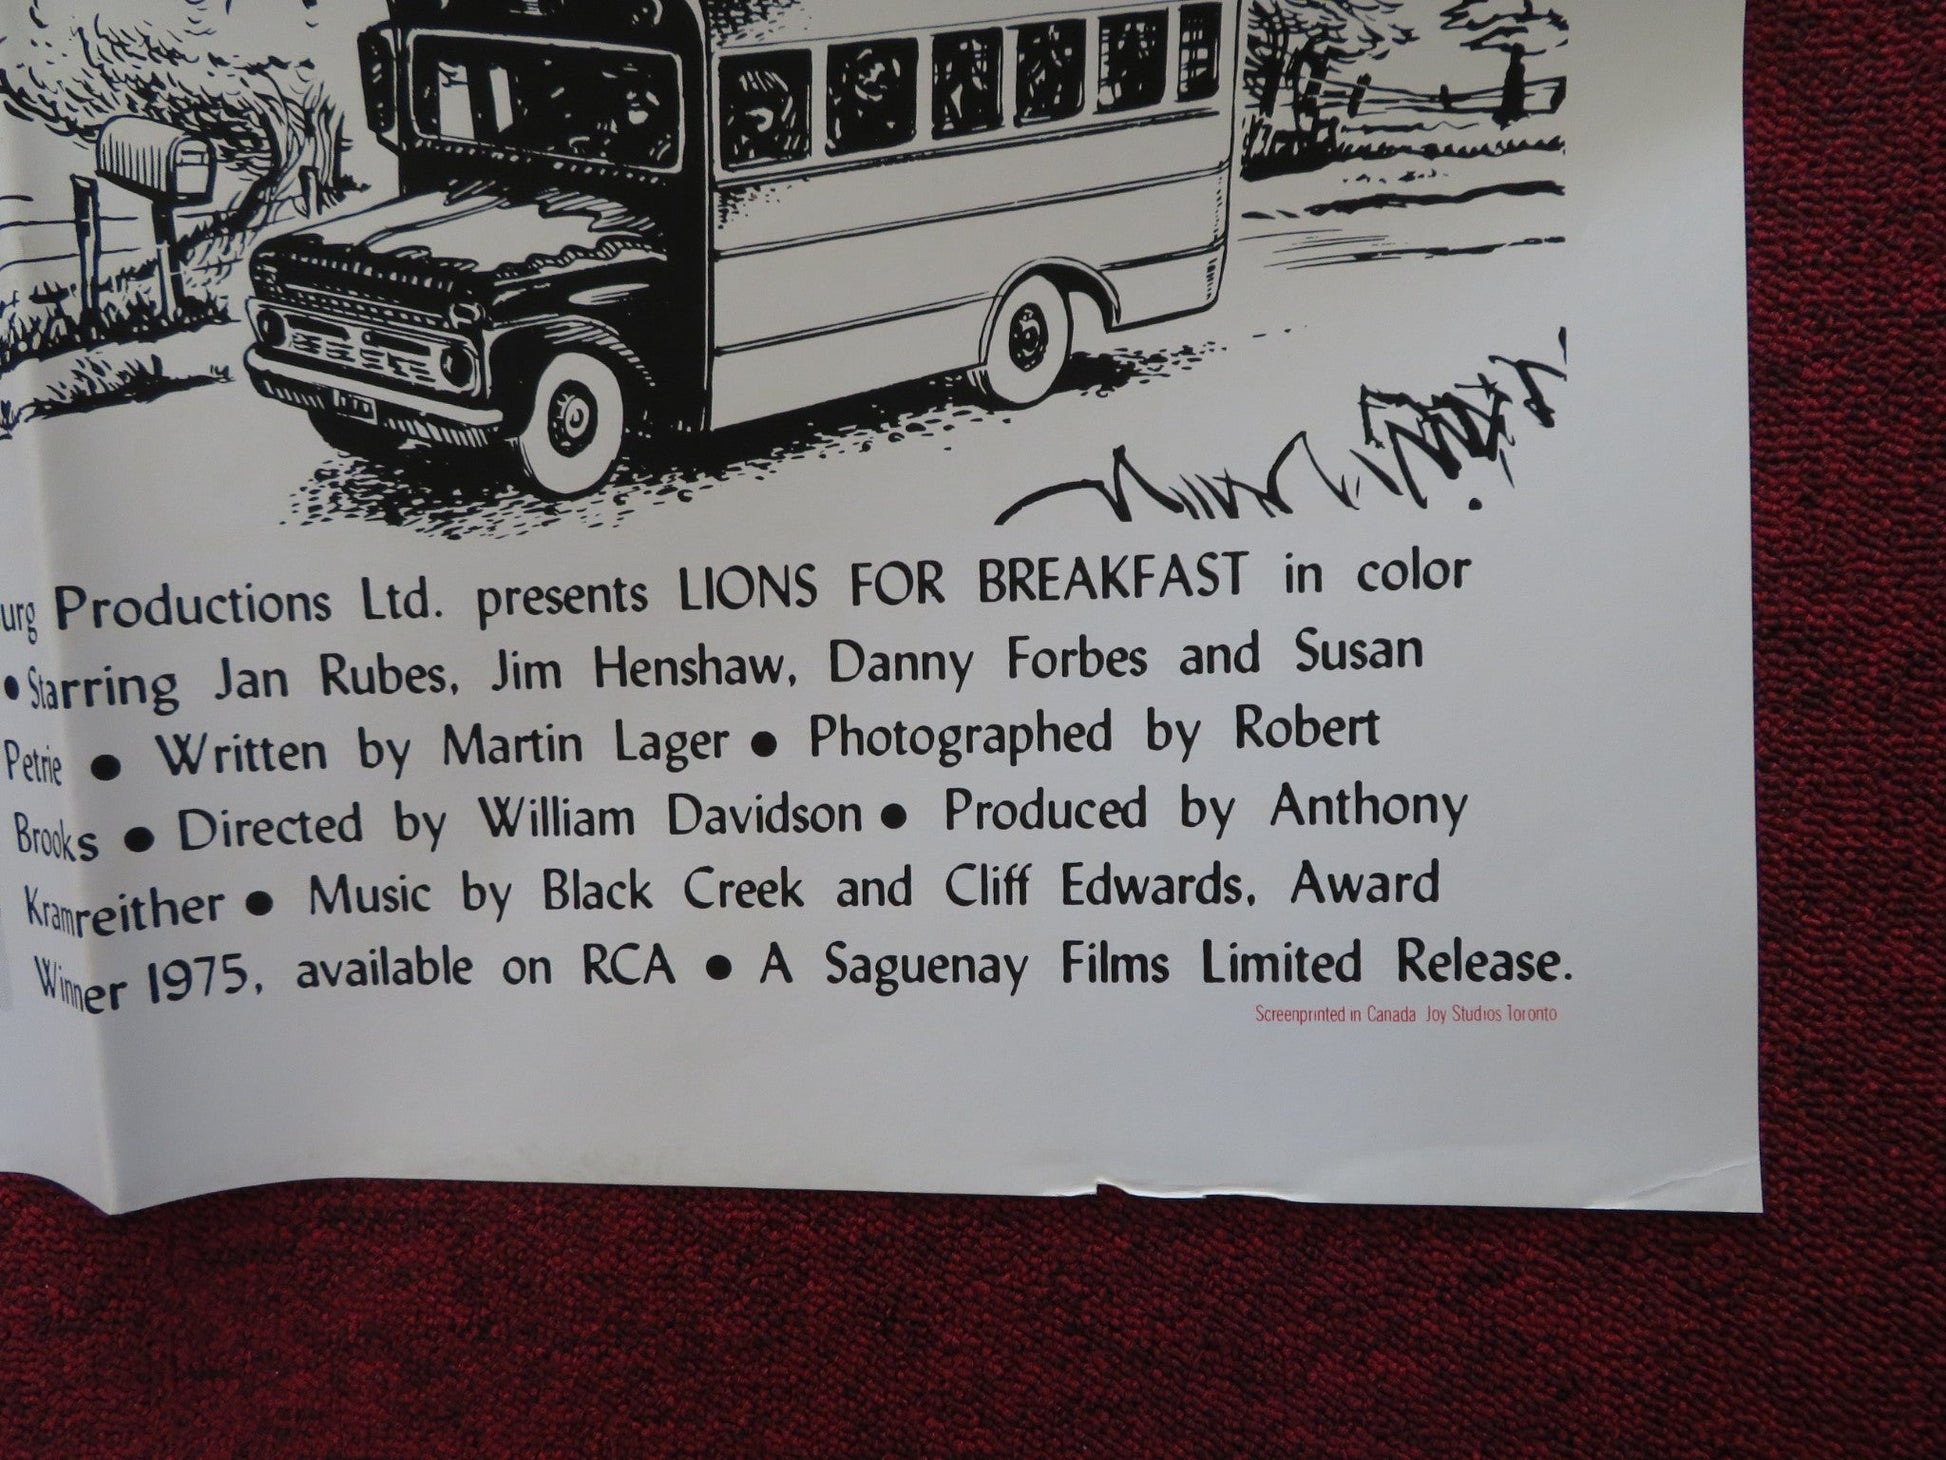 urg Productions Ltd. presents LIONS FOR BREAKFAST in color
• Starring Jan Rubes, Jim Henshaw, Danny Forbes and Susan
Petrie • Written by Martin Lager • Photographed by Robert
Brooks • Directed by William Davidson • Produced by Anthony
Kramreither • Music by Black Creek and Cliff Edwards, Award
Winner 1975, available on RCA • A Saguenay Films Limited Release.
Screenprinted in Canada Joy Studios Toronto